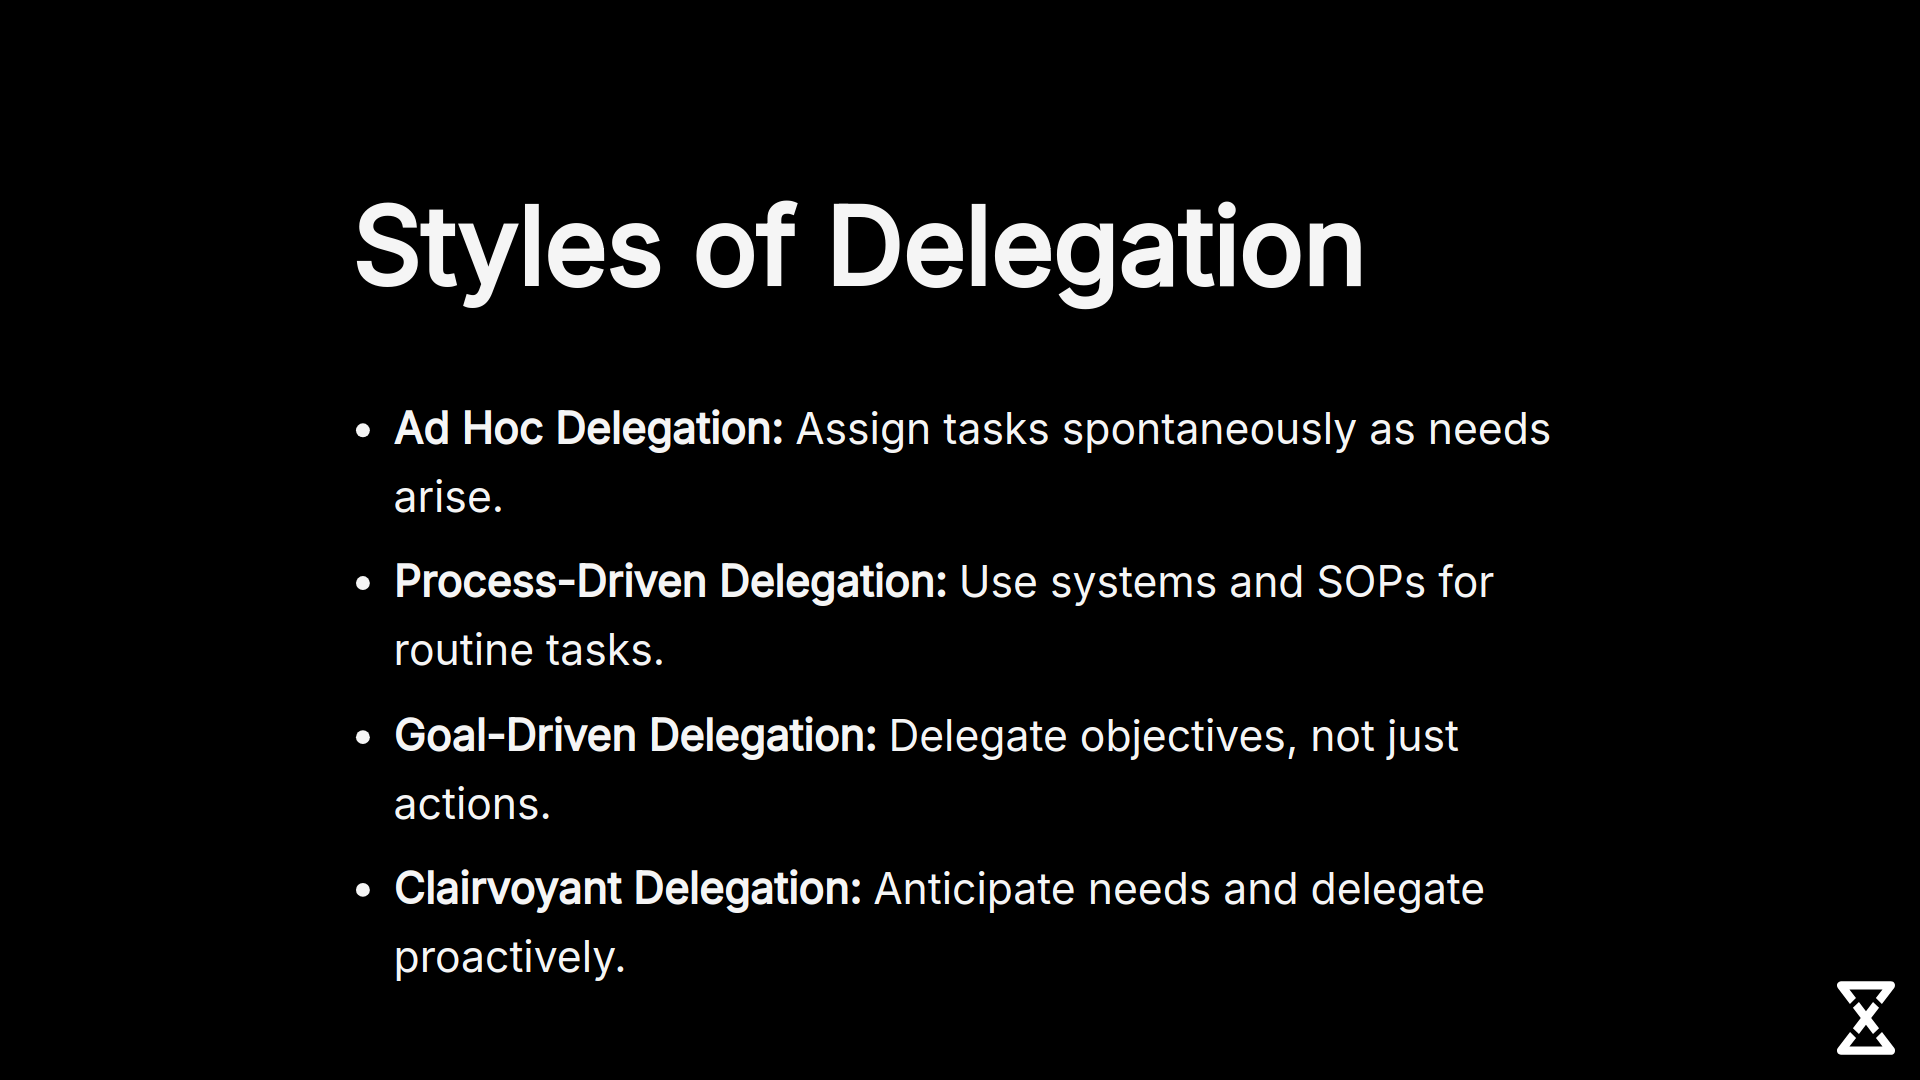 Styles of Delegation
• Ad Hoc Delegation: Assign tasks spontaneously as needs
arise.
• Process-Driven Delegation: Use systems and SOPs for
routine tasks.
• Goal-Driven Delegation: Delegate objectives, not just
actions.
• Clairvoyant Delegation: Anticipate needs and delegate
proactively.